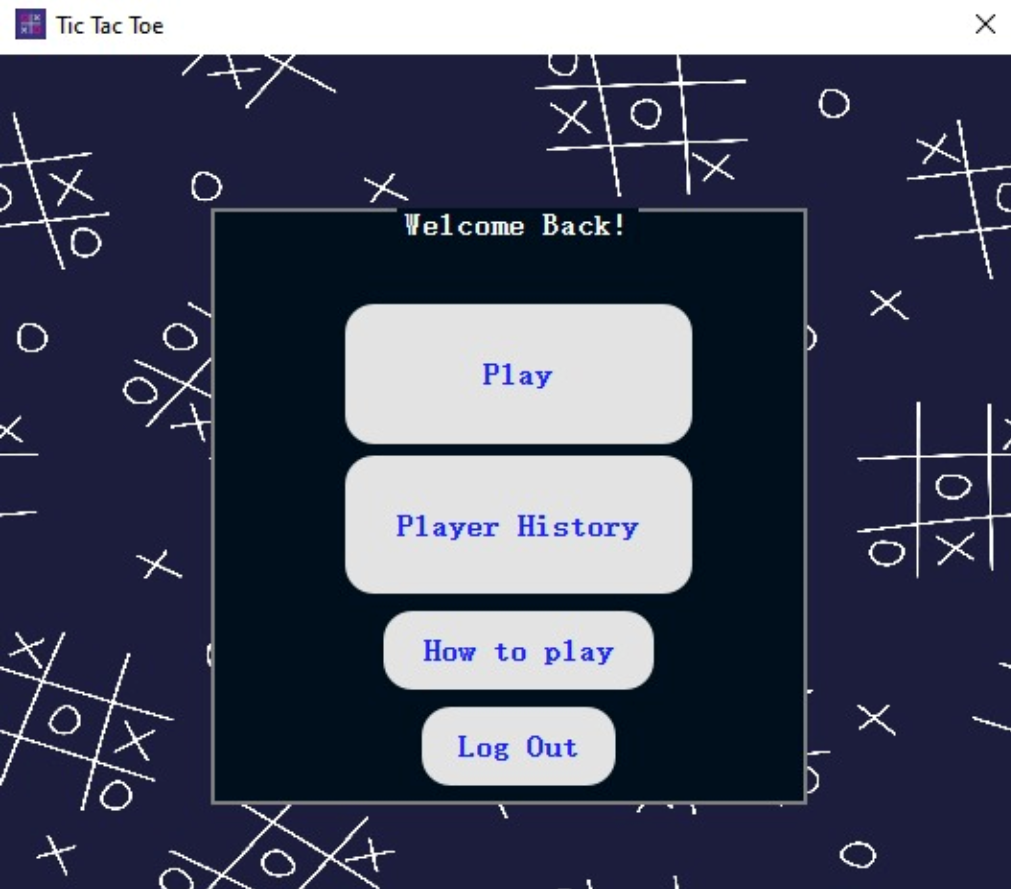 Tic Tac Toe
Welcome Back!
Play
Player History
How to play
Log Out